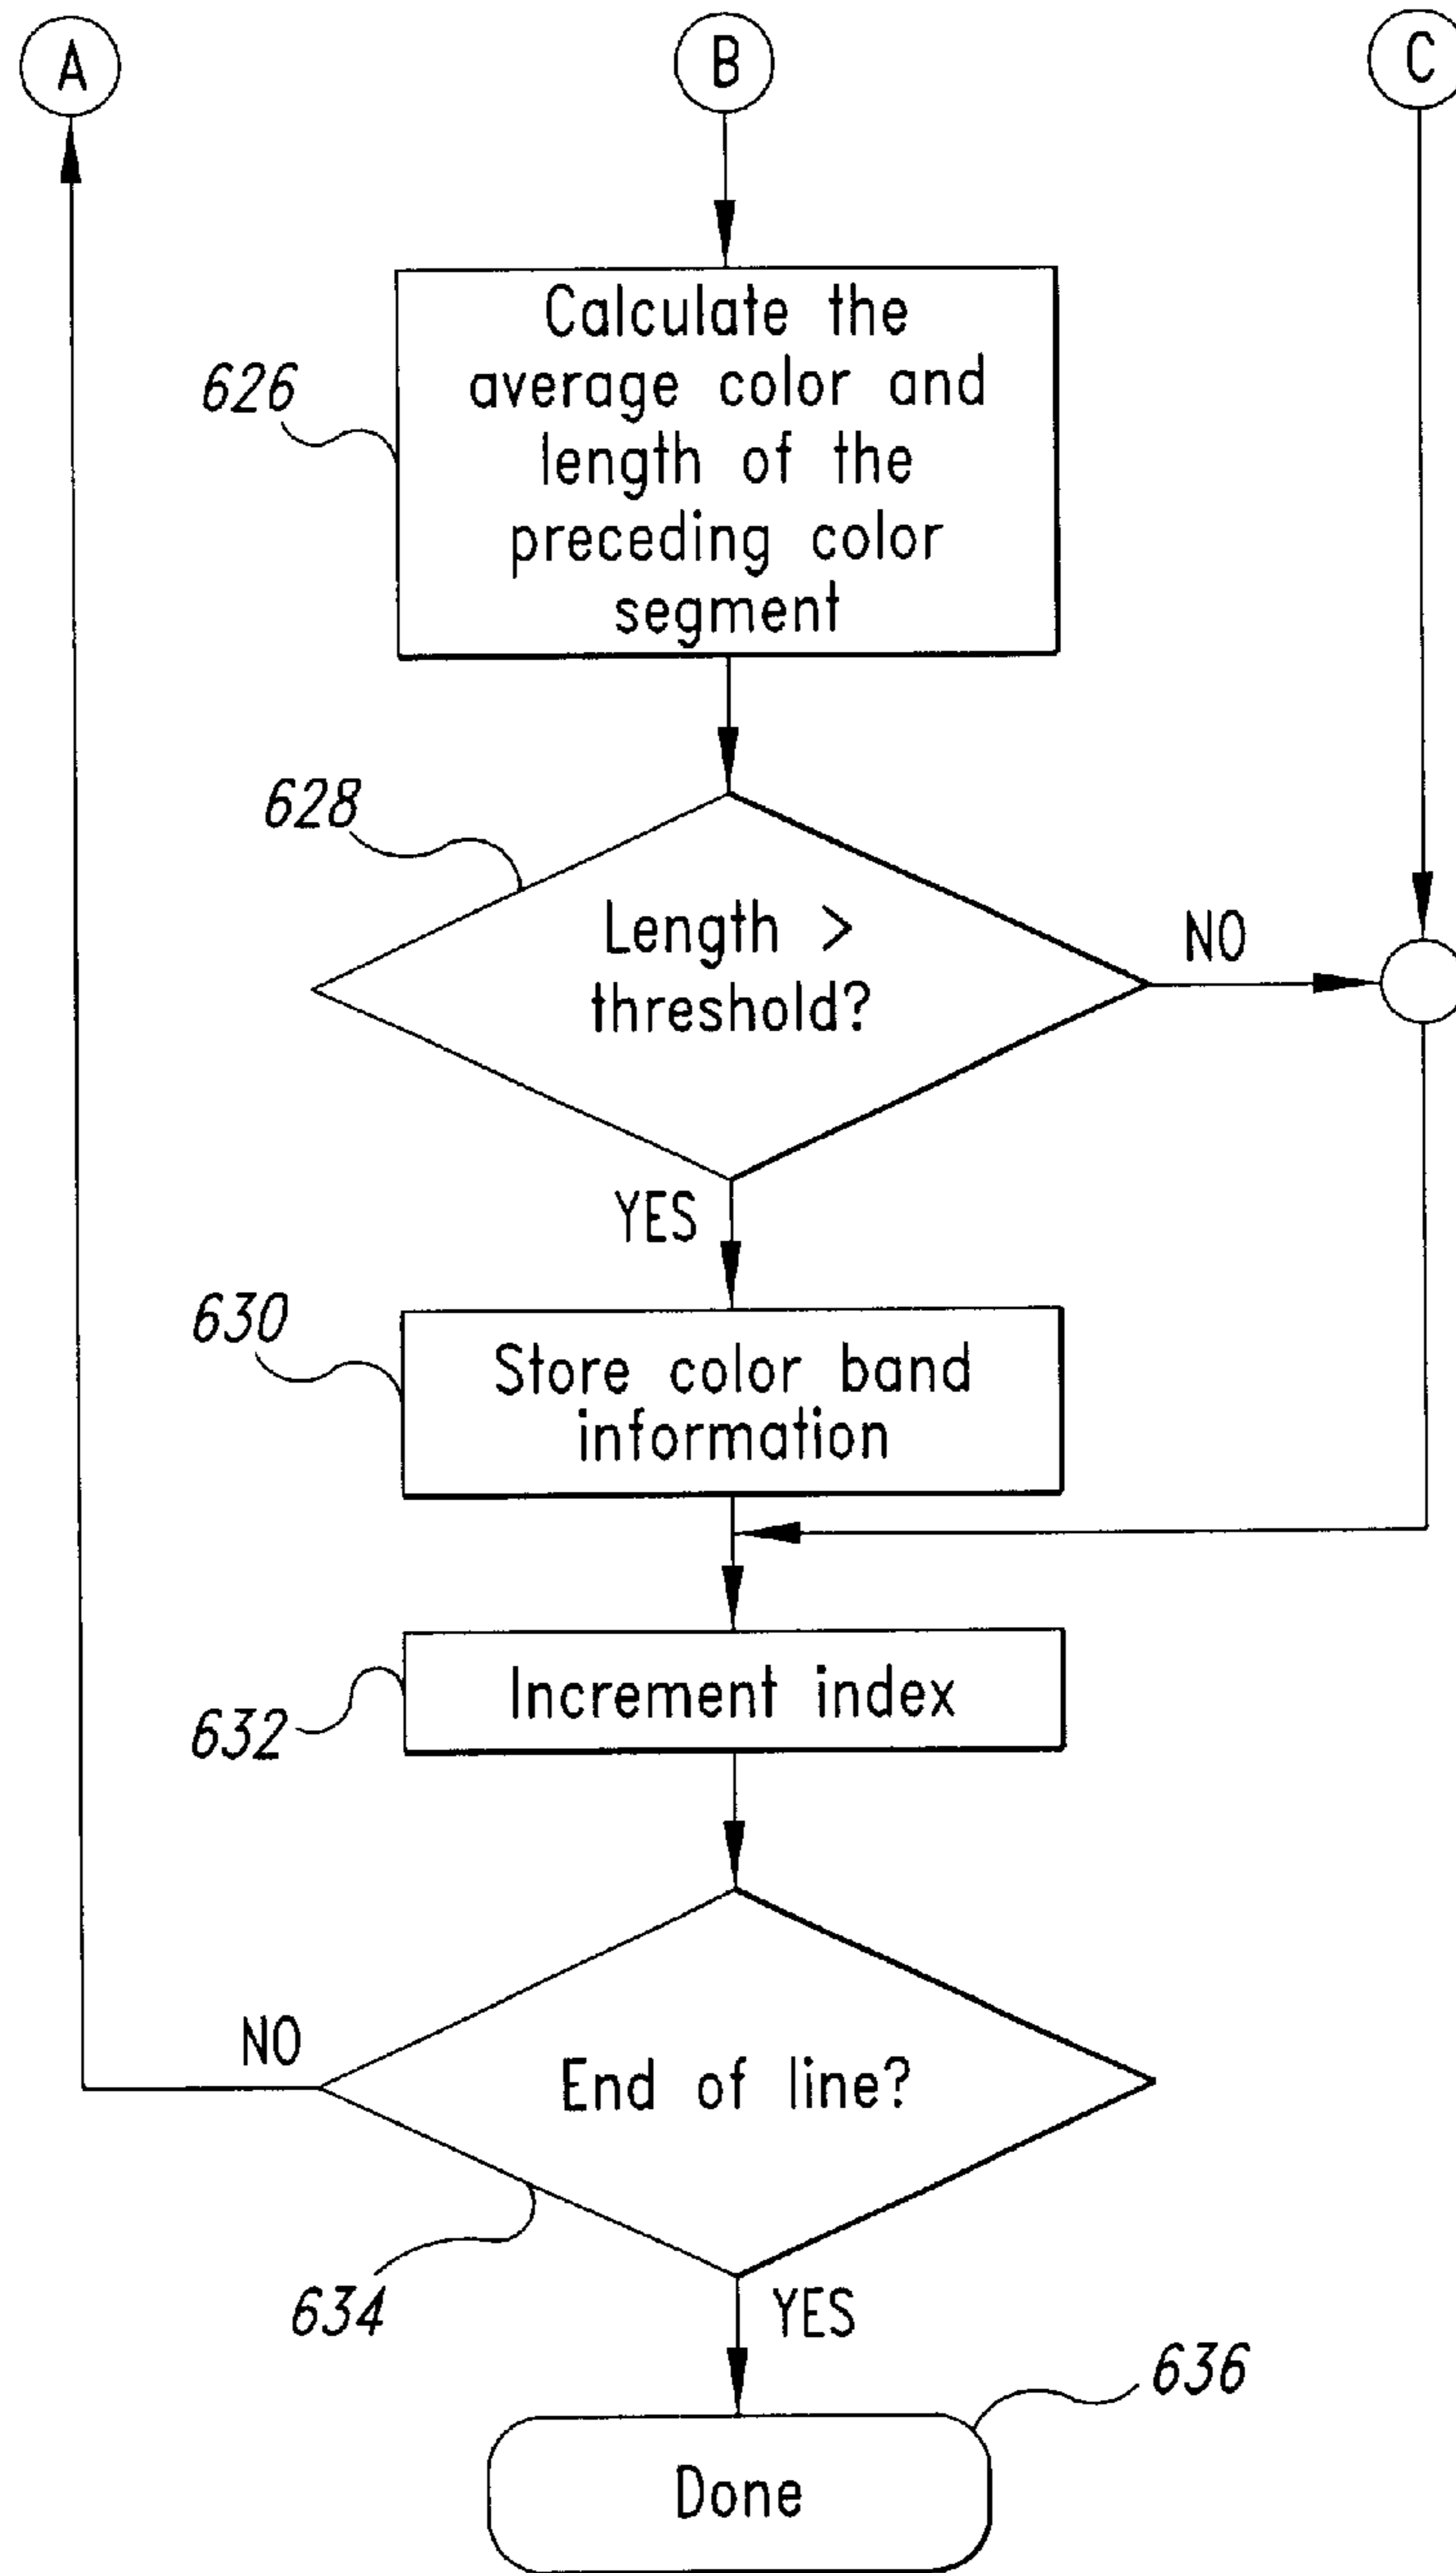 A
B
C
626
Calculate the
average color and
length of the
preceding color
segment
628
Length >
threshold?
NO
YES
630
Store color band
information
632
Increment index
NO
End of line?
634
YES
636
Done